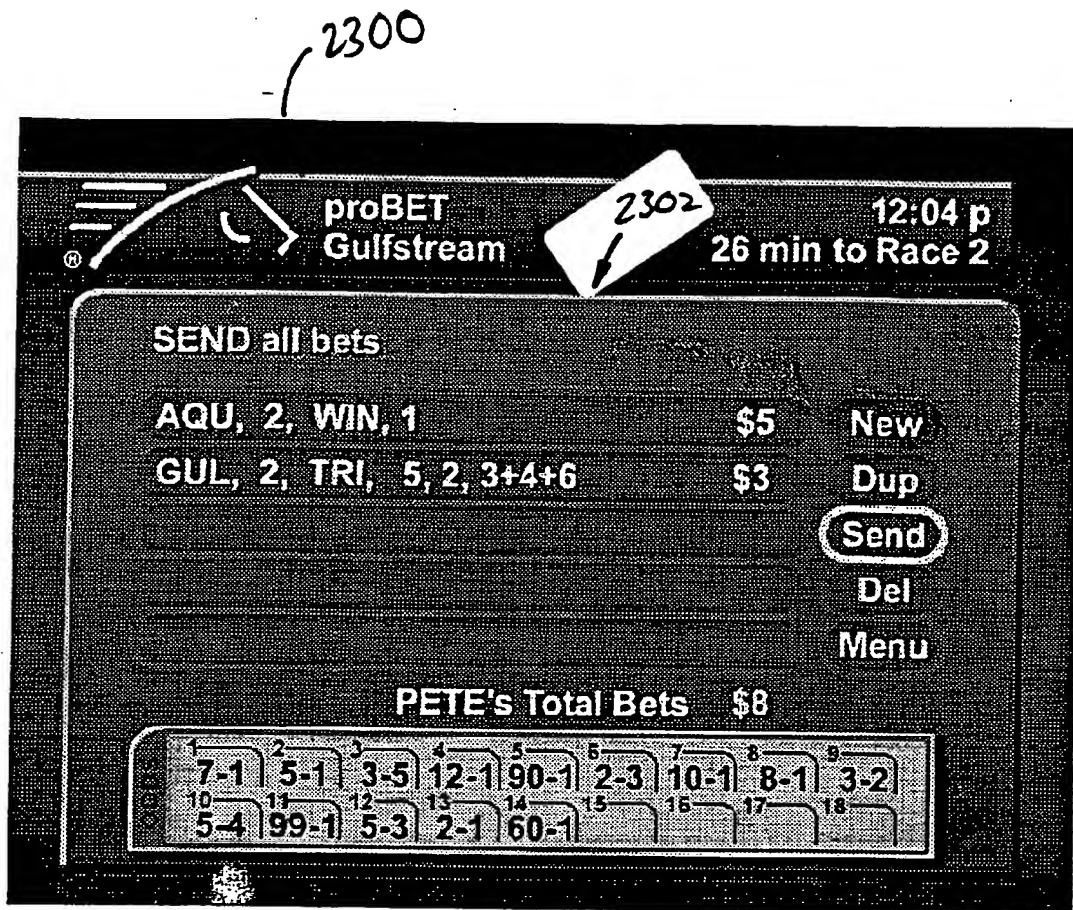 2300
proBET
Gulfstream
2302
12:04 p
26 min to Race 2
®
SEND all bets
AQU, 2, WIN, 1 $5 New
GUL, 2, TRI, 5, 2, 3+4+6 $3 Dup
Send
Del
Menu
PETE's Total Bets $8
ODDS
1 2 3 4 5 6 7 8 9
7-1 5-1 3-5 12-1 90-1 2-3 10-1 8-1 3-2
10 11 12 13 14 15 16 17 18
5-4 99-1 5-3 2-1 60-1